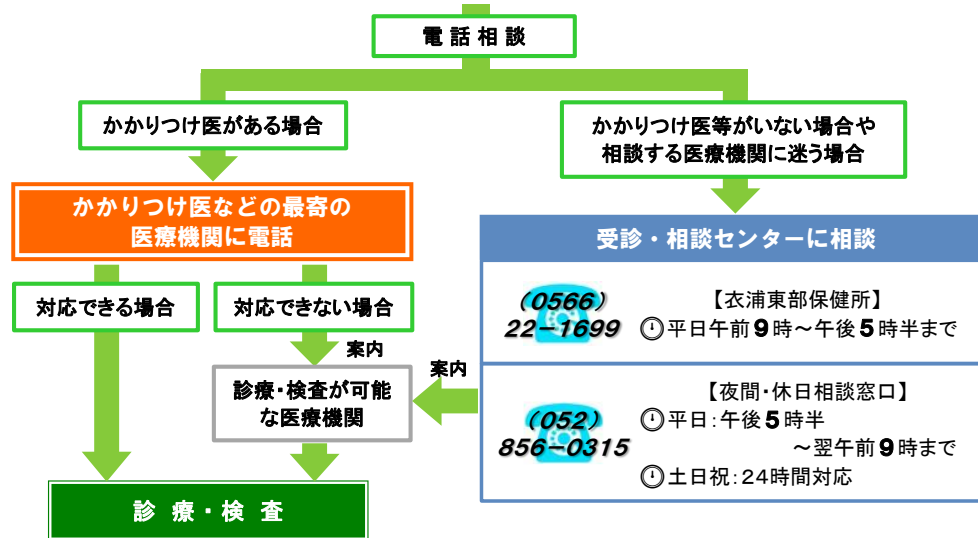 電話相談
かかりつけ医がある場合
かかりつけ医等がいない場合や
相談する医療機関に迷う場合
かかりつけ医などの最寄の
医療機関に電話
対応できる場合
対応できない場合
案内
診療・検査が可能
な医療機関
診療・検査
受診・相談センターに相談
(0566)
22-1699
【衣浦東部保健所】
平日午前9時～午後5時半まで
案内
(052)
856-0315
【夜間・休日相談窓口】
平日:午後5時半
～翌午前9時まで
土日祝:24時間対応